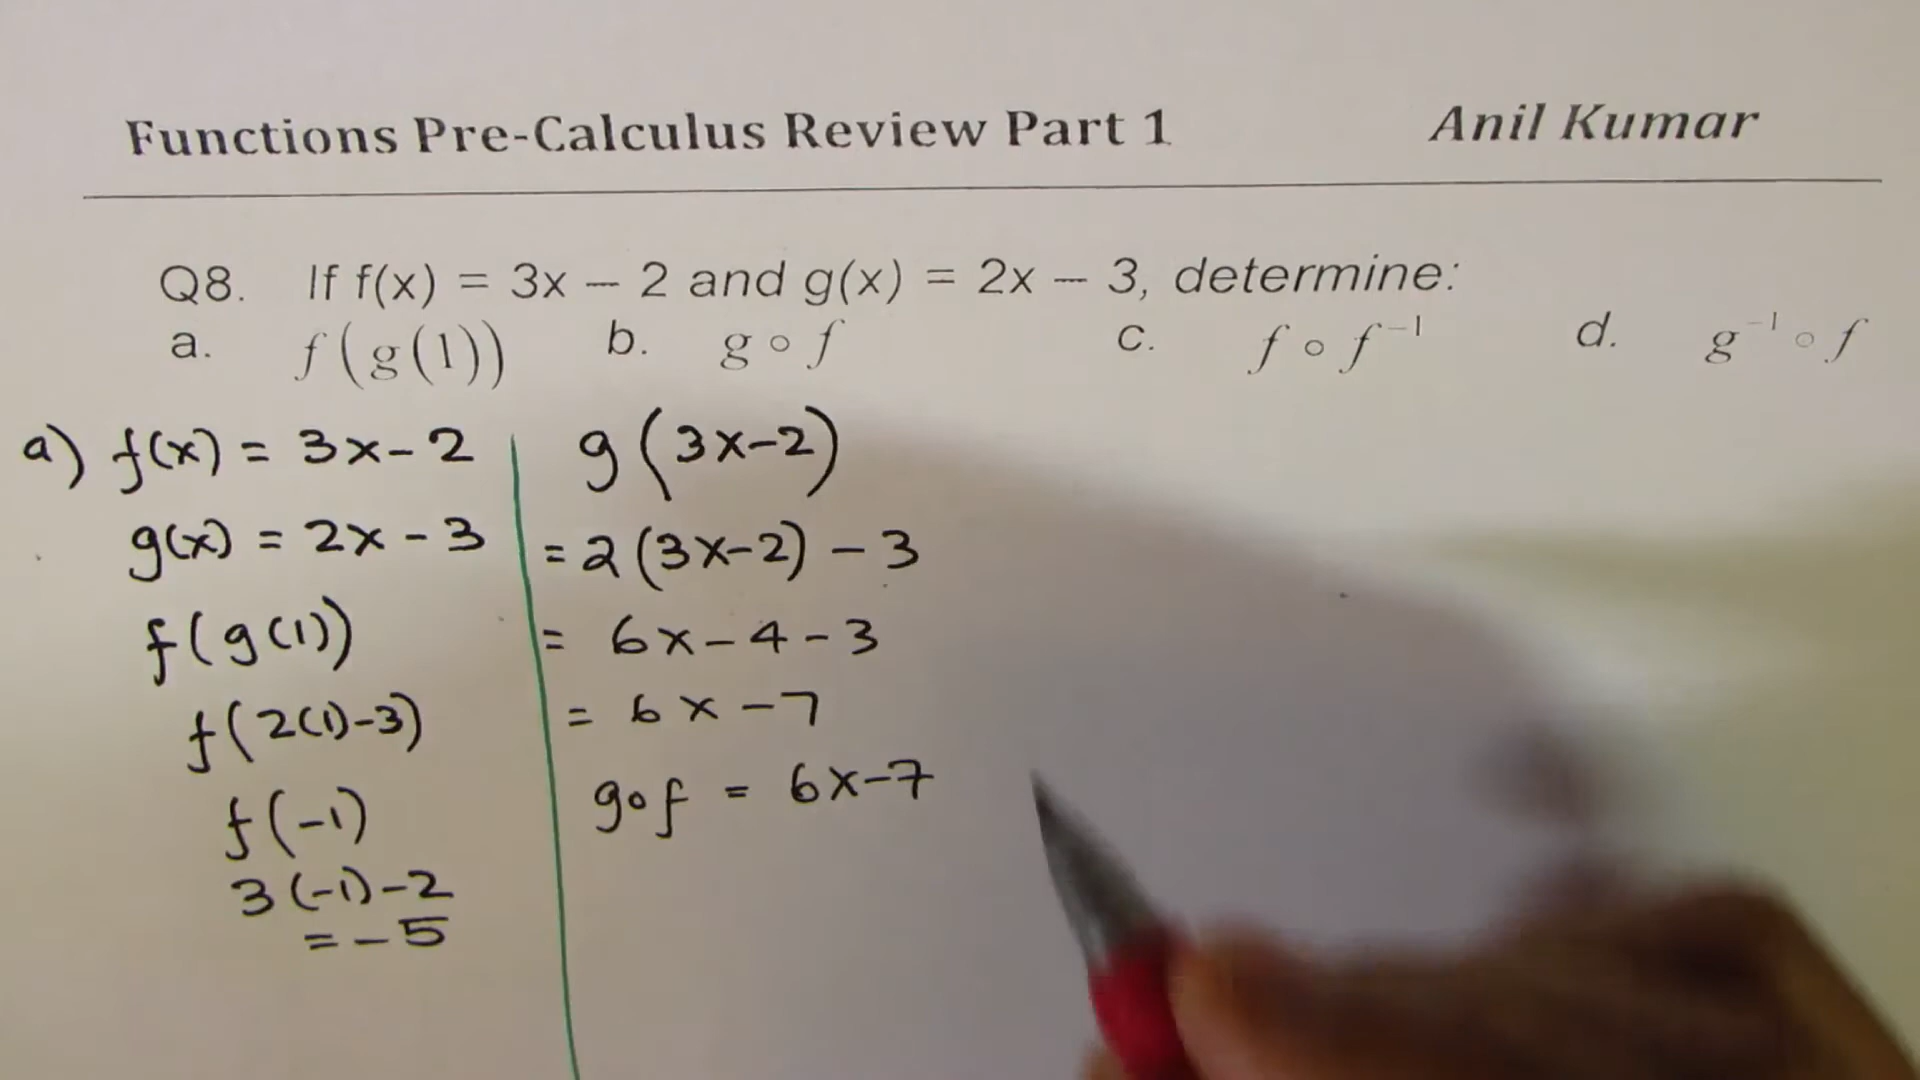 Functions Pre-Calculus Review Part 1 Anil Kumar
Q8. If f(x) = 3x – 2 and g(x) = 2x – 3, determine:
a. f(g(1)) b. g∘f c. f∘f⁻¹ d. g⁻¹∘f
a) f(x) = 3x-2
g(x) = 2x - 3
f(g(1))
f(2(1)-3)
f(-1)
3(-1)-2
= -5
g(3x-2)
= 2(3x-2) - 3
= 6x - 4 - 3
= 6x - 7
g∘f = 6x-7